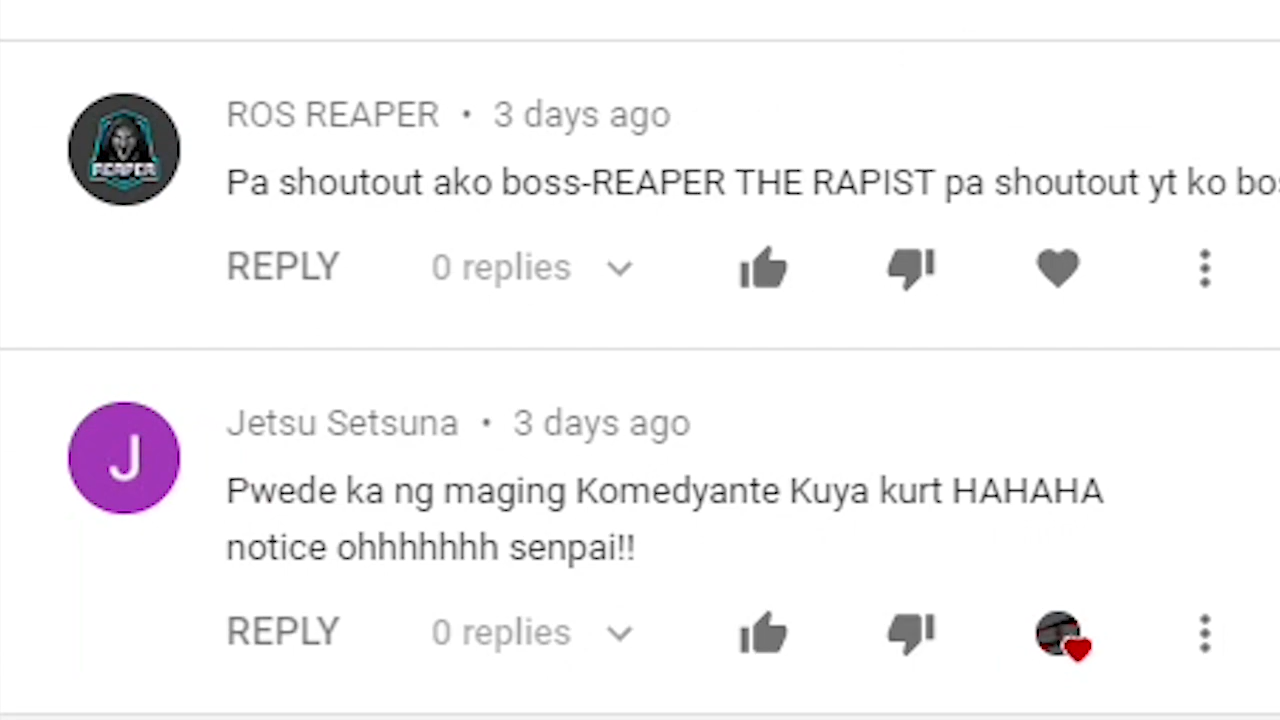 ROS REAPER • 3 days ago
REAPER
Pa shoutout ako boss-REAPER THE RAPIST pa shoutout yt ko
REPLY 0 replies
J
Jetsu Setsuna • 3 days ago
Pwede ka ng maging Komedyante Kuya kurt HAHAHA
notice ohhhhhhh senpai!!
REPLY 0 replies